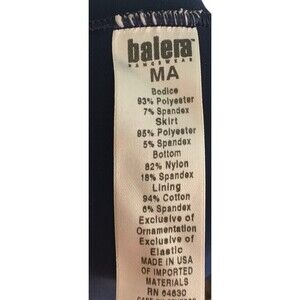 balera
DANCEWEAR
MA
Bodice
93% Polyester
7% Spandex
Skirt
95% Polyester
5% Spandex
Bottom
82% Nylon
18% Spandex
Lining
94% Cotton
6% Spandex
Exclusive of
Ornamentation
Exclusive of
Elastic
MADE IN USA
OF IMPORTED
MATERIALS
RN 64630